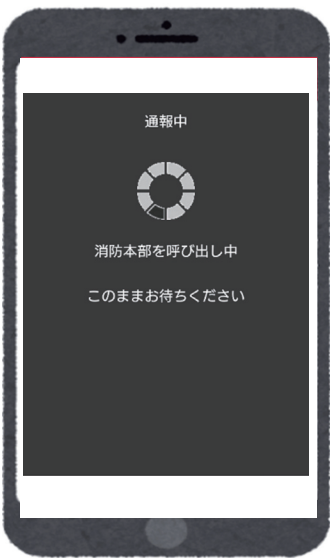 通報中
消防本部を呼び出し中
このままお待ちください